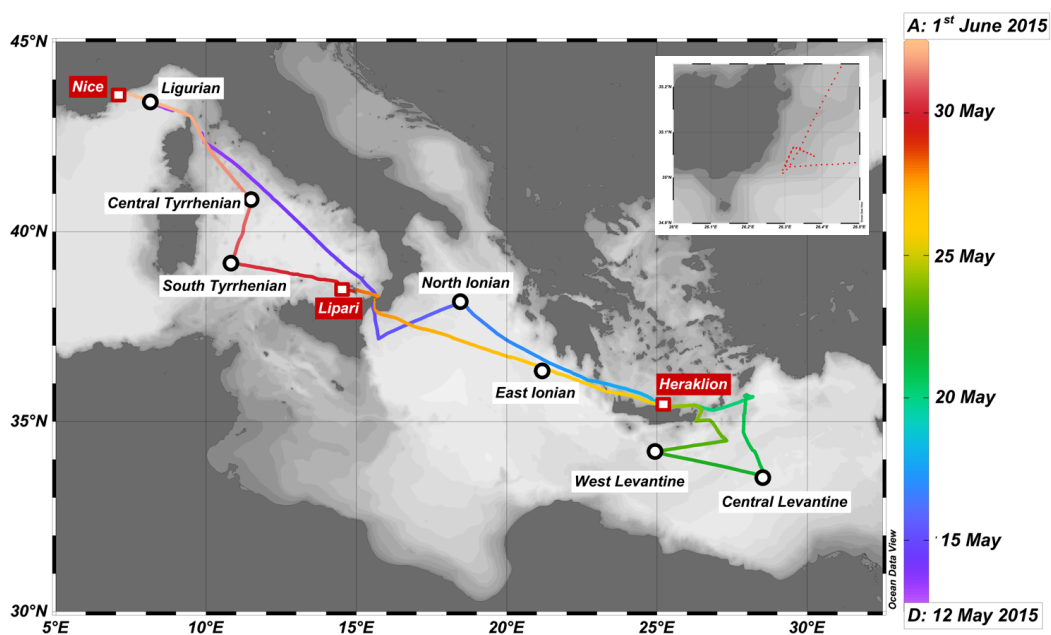 A: 1st June 2015
45°N
Nice
Ligurian
30 May
Central Tyrrhenian
40°N
25 May
South Tyrrhenian
North Ionian
Lipari
East Ionian
Heraklion
20 May
35°N
West Levantine
Central Levantine
15 May
Ocean Data View
30°N
D: 12 May 2015
5°E
10°E
15°E
20°E
25°E
30°E